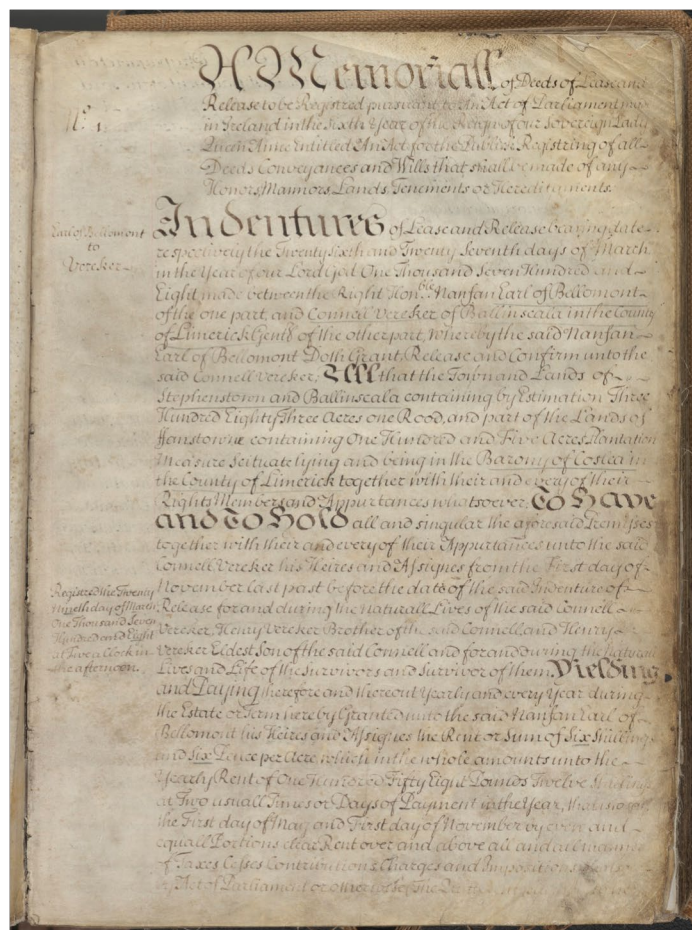 A Memoriall of Deeds of Lease and
Release to be Registred pursuant to An Act of Parliament
in Ireland in the Sixth Year of the Reign of our Sovereign Lady
Queen Anne Entitled An Act for the Publick Registring of all
Deeds Conveyances and Wills that shall be made of any
Honors Mannors Lands Tenements or Hereditaments.
No. 1
Earl of Bellomont
to
Vereker
Indentures of Lease and Release bearing date
respectively the Twenty sixth and Twenty Seventh days of March
in the Year of our Lord God One Thousand Seven Hundred and
Eight made between the Right Honble Nanfan Earl of Bellomont
of the one part, and Connell Vereker of Ballinscala in the County
of Limerick Gent of the other part, Whereby the said Nanfan
Earl of Bellomont Doth Grant Release and Confirm unto the
said Connell Vereker; All that the Town and Lands of
Stephenstown and Ballinscala containing by Estimation Three
Hundred Eighty Three Acres one Rood, and part of the Lands of
containing One Hundred and Five Acres Plantation
Measure Scituate lying and being in the Barony of Coslea in
the County of Limerick together with their and every of their
Rights Members and Appurtances whatsoever; To Have
and To Hold all and singular the aforesaid Premisses
together with their and every of their Appurtances unto the said
Connell Vereker his Heires and Assignes from the First day of
November last past before the date of the said Indenture of
Release for and during the Naturall Lives of the said Connell
Vereker, Henry Vereker Brother of the said Connell, and Henry
Vereker Eldest Son of the said Connell and for and during the Naturall
Lives and Life of the Survivors and Survivor of them, Yielding
and Paying therefore and thereout Yearly and every Year during
the Estate or Term hereby Granted unto the said Nanfan Earl of
Bellomont his Heires and Assignes the Rent or Sum of Six Shillings
and Six Pence per Acre which in the whole amounts unto the
Yearly Rent of One Hundred Fifty Eight Pounds Twelve Shillings
at Two usuall Times or Days of Payment in the Year, that is to say
the First day of May and First day of November by even and
equall Portions clear Rent over and above all and all manner
of Taxes Cesses Contributions Charges and Impositions
by Act of Parliament or otherwise
Registred the Twenty
Nineth day of March
One Thousand Seven
Hundred and Eight
at Five a Clock in
the afternoon.